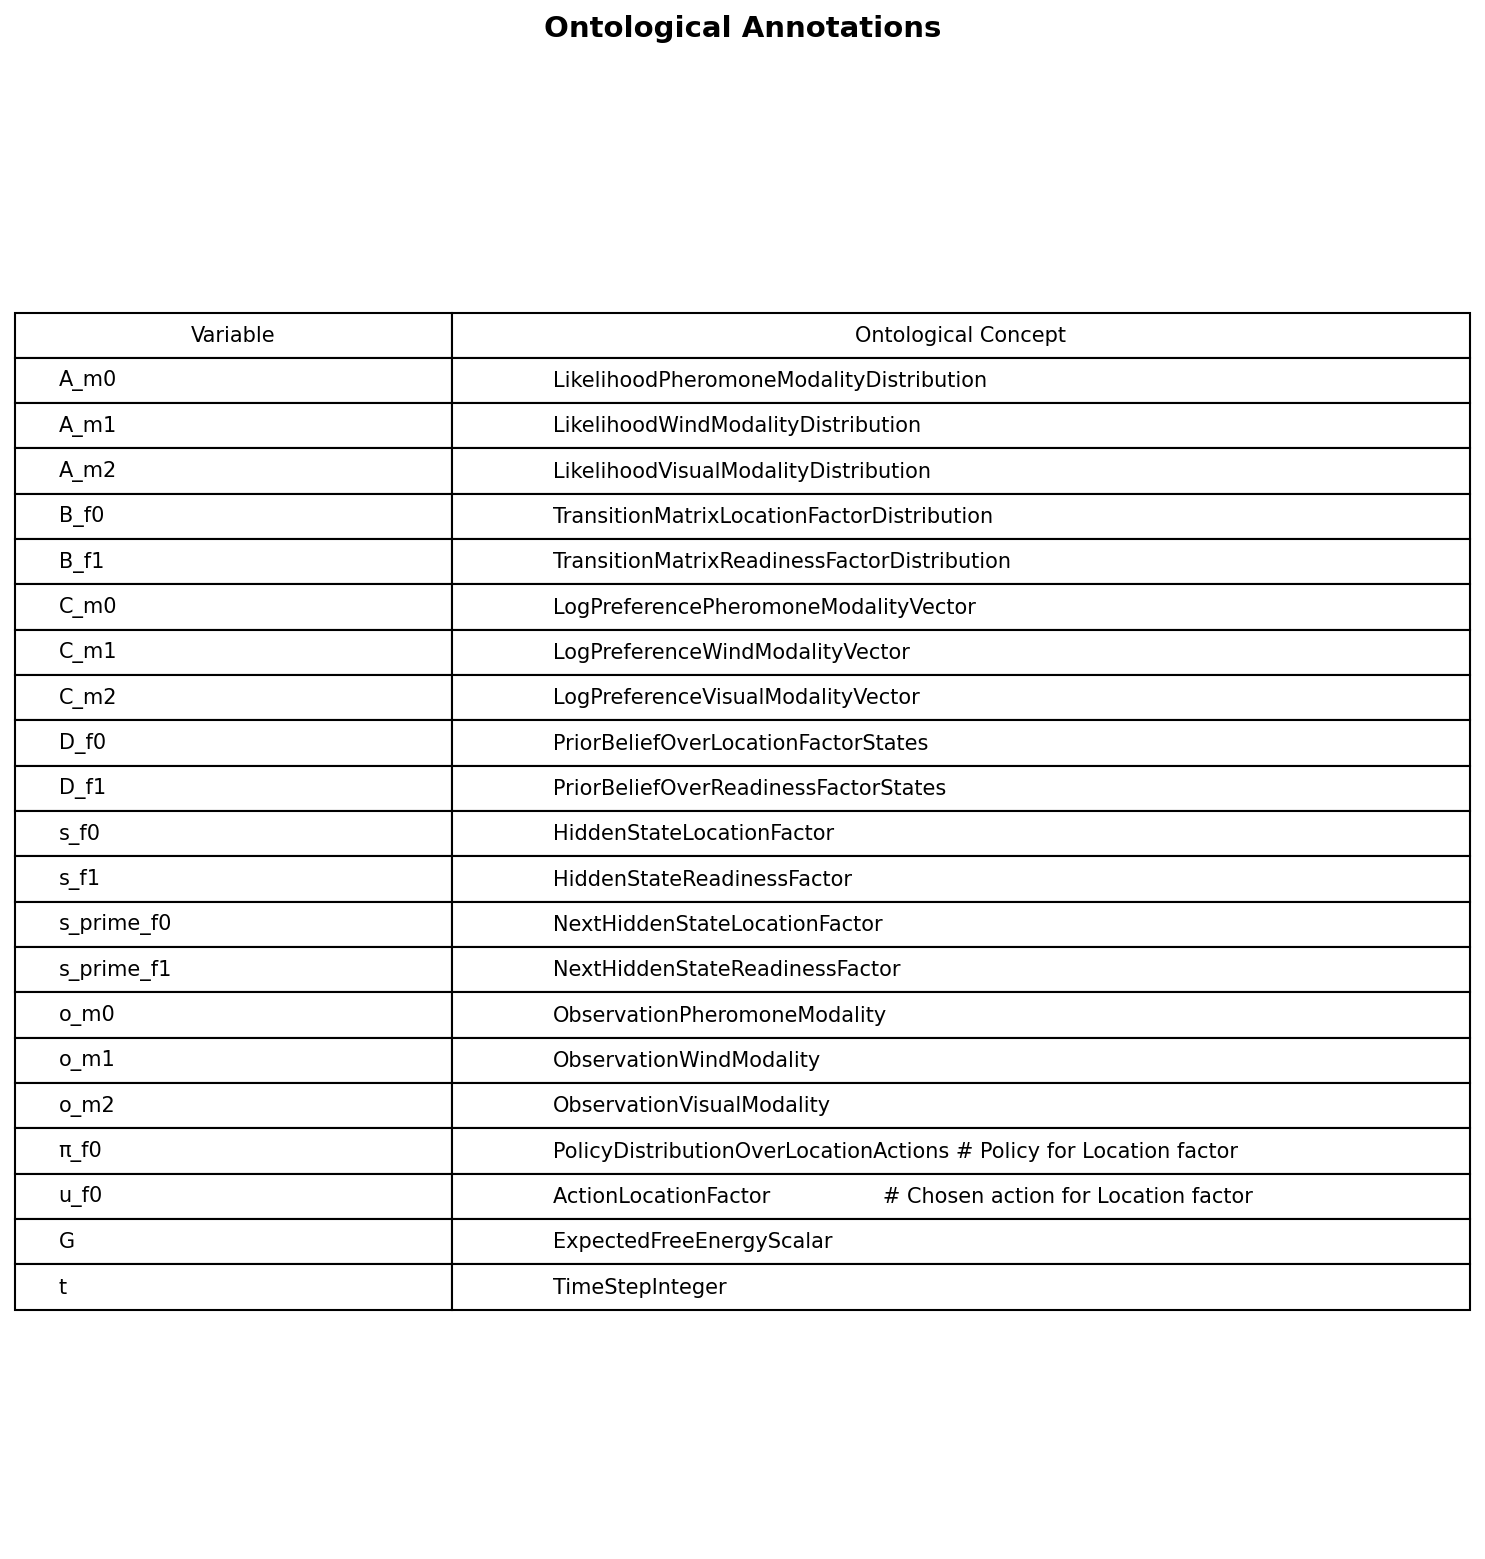 Ontological Annotations
Variable Ontological Concept
A_m0 LikelihoodPheromoneModalityDistribution
A_m1 LikelihoodWindModalityDistribution
A_m2 LikelihoodVisualModalityDistribution
B_f0 TransitionMatrixLocationFactorDistribution
B_f1 TransitionMatrixReadinessFactorDistribution
C_m0 LogPreferencePheromoneModalityVector
C_m1 LogPreferenceWindModalityVector
C_m2 LogPreferenceVisualModalityVector
D_f0 PriorBeliefOverLocationFactorStates
D_f1 PriorBeliefOverReadinessFactorStates
s_f0 HiddenStateLocationFactor
s_f1 HiddenStateReadinessFactor
s_prime_f0 NextHiddenStateLocationFactor
s_prime_f1 NextHiddenStateReadinessFactor
o_m0 ObservationPheromoneModality
o_m1 ObservationWindModality
o_m2 ObservationVisualModality
π_f0 PolicyDistributionOverLocationActions # Policy for Location factor
u_f0 ActionLocationFactor # Chosen action for Location factor
G ExpectedFreeEnergyScalar
t TimeStepInteger